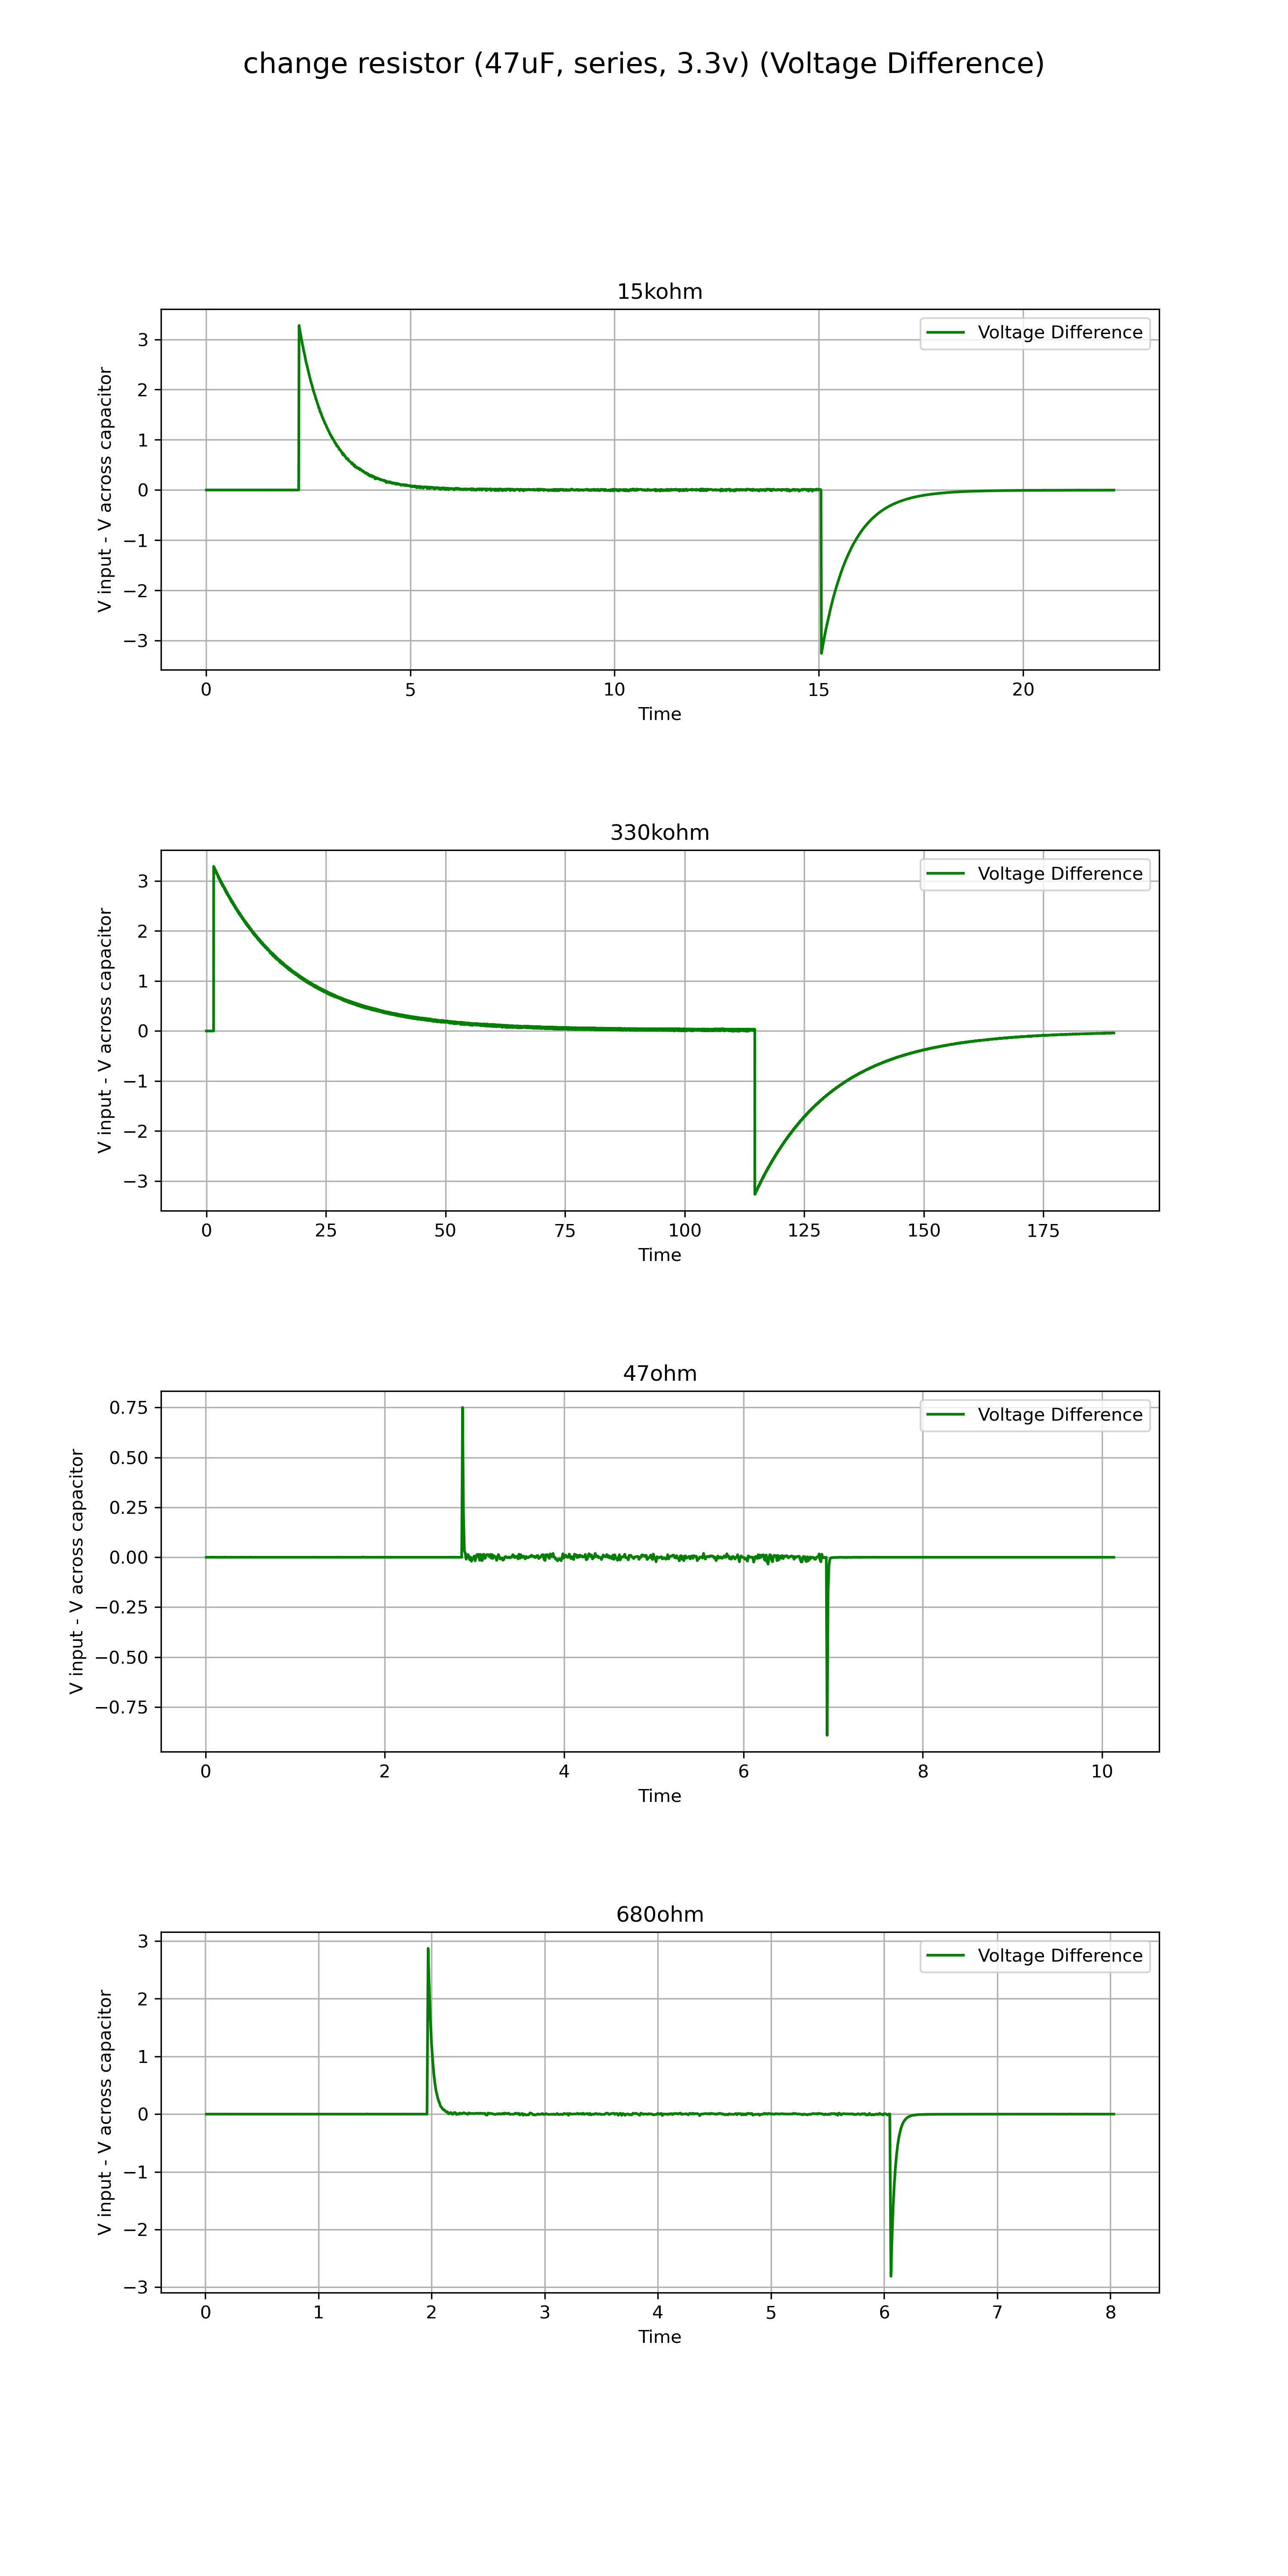 change resistor (47uF, series, 3.3v) (Voltage Difference)
15kohm
Voltage Difference
V input - V across capacitor
3
2
1
0
−1
−2
−3
0 5 10 15 20
Time
330kohm
Voltage Difference
V input - V across capacitor
3
2
1
0
−1
−2
−3
0 25 50 75 100 125 150 175
Time
47ohm
Voltage Difference
V input - V across capacitor
0.75
0.50
0.25
0.00
−0.25
−0.50
−0.75
0 2 4 6 8 10
Time
680ohm
Voltage Difference
V input - V across capacitor
3
2
1
0
−1
−2
−3
0 1 2 3 4 5 6 7 8
Time